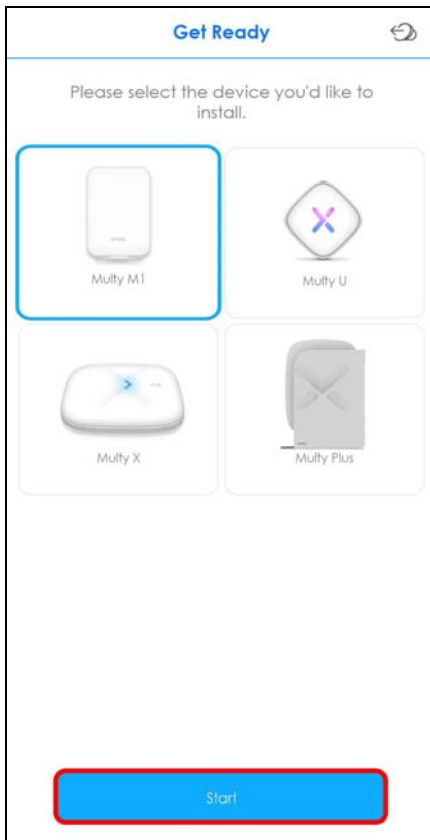 Get Ready
Please select the device you'd like to
install.
Multy M1
Multy U
Multy X
Multy Plus
Start